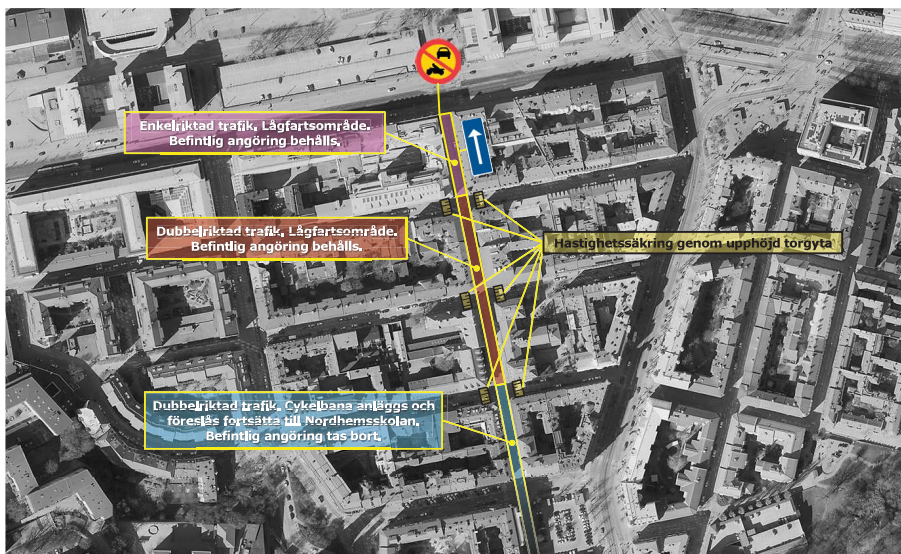 Enkelriktad trafik. Lågfartsområde.
Befintlig angöring behålls.
Dubbelriktad trafik. Lågfartsområde.
Befintlig angöring behålls.
Hastighetssäkring genom upphöjd torgyta
Dubbelriktad trafik. Cykelbana anläggs och
föreslås fortsätta till Nordhemsskolan.
Befintlig angöring tas bort.